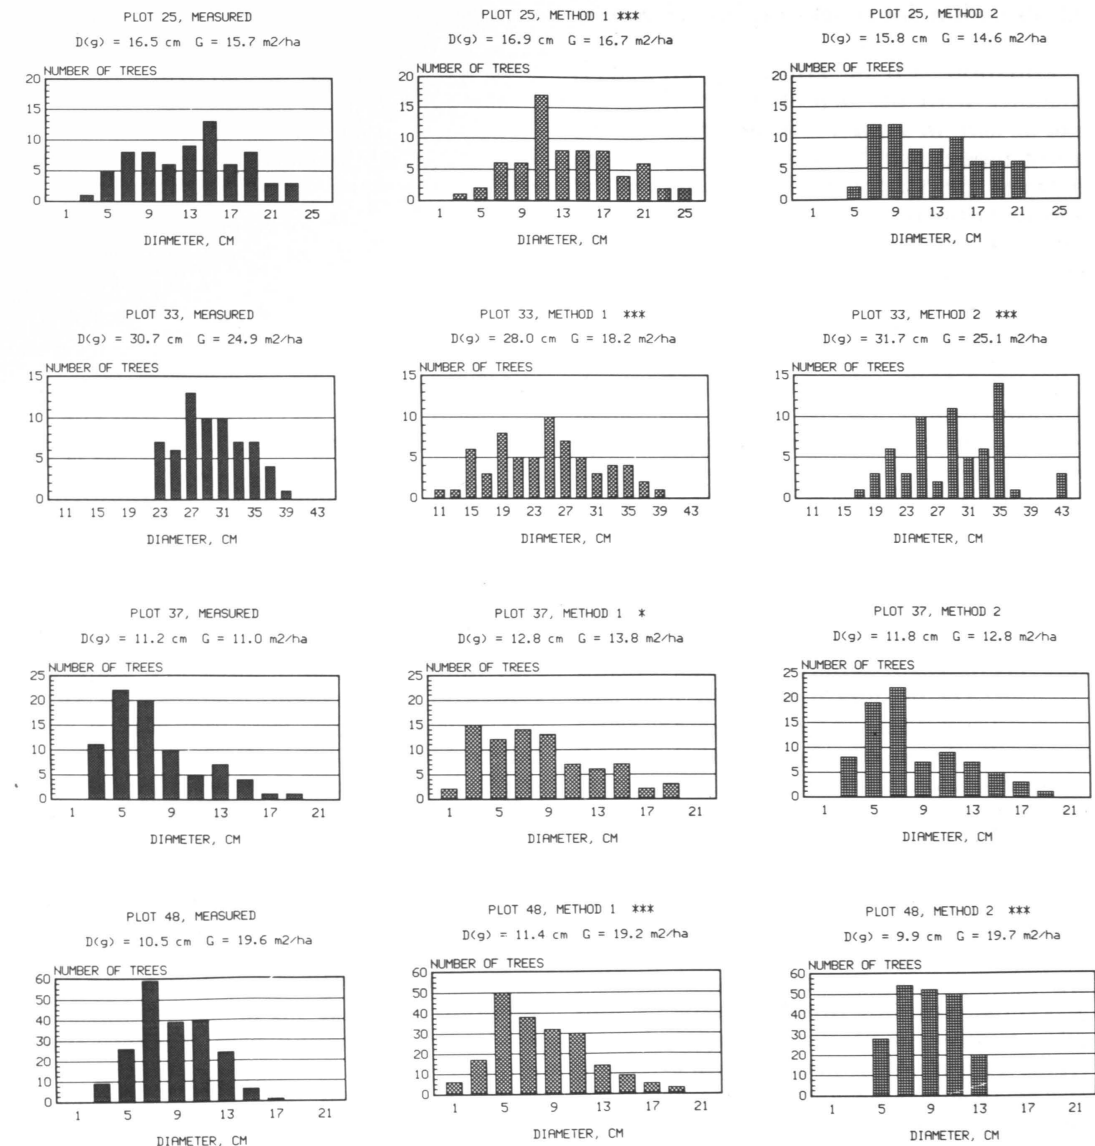 PLOT 25, MEASURED
D(g) = 16.5 cm G = 15.7 m2/ha
NUMBER OF TREES
20
15
10
5
0
1 5 9 13 17 21 25
DIAMETER, CM
PLOT 25, METHOD 1 ***
D(g) = 16.9 cm G = 16.7 m2/ha
NUMBER OF TREES
20
15
10
5
0
1 5 9 13 17 21 25
DIAMETER, CM
PLOT 25, METHOD 2
D(g) = 15.8 cm G = 14.6 m2/ha
NUMBER OF TREES
20
15
10
5
0
1 5 9 13 17 21 25
DIAMETER, CM
PLOT 33, MEASURED
D(g) = 30.7 cm G = 24.9 m2/ha
NUMBER OF TREES
15
10
5
0
11 15 19 23 27 31 35 39 43
DIAMETER, CM
PLOT 33, METHOD 1 ***
D(g) = 28.0 cm G = 18.2 m2/ha
NUMBER OF TREES
15
10
5
0
11 15 19 23 27 31 35 39 43
DIAMETER, CM
PLOT 33, METHOD 2 ***
D(g) = 31.7 cm G = 25.1 m2/ha
NUMBER OF TREES
15
10
5
0
11 15 19 23 27 31 35 39 43
DIAMETER, CM
PLOT 37, MEASURED
D(g) = 11.2 cm G = 11.0 m2/ha
NUMBER OF TREES
25
20
15
10
5
0
1 5 9 13 17 21
DIAMETER, CM
PLOT 37, METHOD 1 *
D(g) = 12.8 cm G = 13.8 m2/ha
NUMBER OF TREES
25
20
15
10
5
0
1 5 9 13 17 21
DIAMETER, CM
PLOT 37, METHOD 2
D(g) = 11.8 cm G = 12.8 m2/ha
NUMBER OF TREES
25
20
15
10
5
0
1 5 9 13 17 21
DIAMETER, CM
PLOT 48, MEASURED
D(g) = 10.5 cm G = 19.6 m2/ha
NUMBER OF TREES
60
50
40
30
20
10
0
1 5 9 13 17 21
DIAMETER, CM
PLOT 48, METHOD 1 ***
D(g) = 11.4 cm G = 19.2 m2/ha
NUMBER OF TREES
60
50
40
30
20
10
0
1 5 9 13 17 21
DIAMETER, CM
PLOT 48, METHOD 2 ***
D(g) = 9.9 cm G = 19.7 m2/ha
NUMBER OF TREES
60
50
40
30
20
10
0
1 5 9 13 17 21
DIAMETER, CM